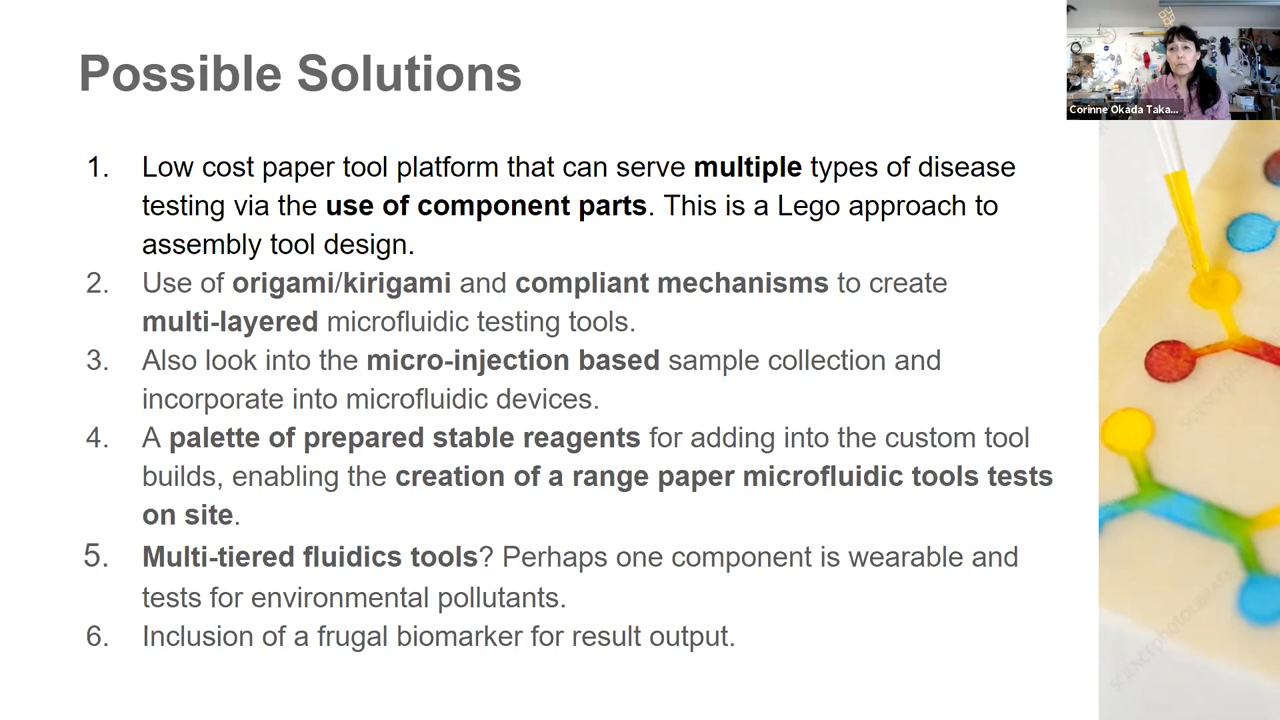 Possible Solutions
Corinne Okada Taka...
1. Low cost paper tool platform that can serve multiple types of disease
testing via the use of component parts. This is a Lego approach to
assembly tool design.
2. Use of origami/kirigami and compliant mechanisms to create
multi-layered microfluidic testing tools.
3. Also look into the micro-injection based sample collection and
incorporate into microfluidic devices.
4. A palette of prepared stable reagents for adding into the custom tool
builds, enabling the creation of a range paper microfluidic tools tests
on site.
5. Multi-tiered fluidics tools? Perhaps one component is wearable and
tests for environmental pollutants.
6. Inclusion of a frugal biomarker for result output.